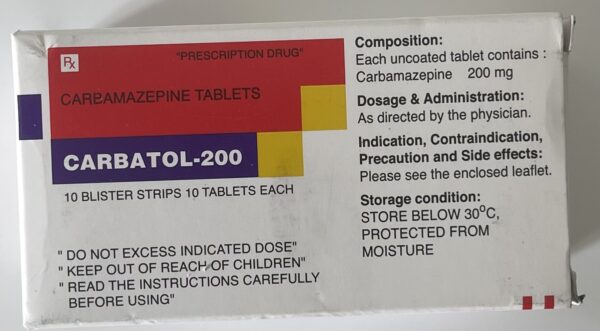 Rx
"PRESCRIPTION DRUG"
CARBAMAZEPINE TABLETS
CARBATOL-200
10 BLISTER STRIPS 10 TABLETS EACH
" DO NOT EXCESS INDICATED DOSE"
" KEEP OUT OF REACH OF CHILDREN"
" READ THE INSTRUCTIONS CAREFULLY
BEFORE USING"
Composition:
Each uncoated tablet contains :
Carbamazepine 200 mg
Dosage & Administration:
As directed by the physician.
Indication, Contraindication,
Precaution and Side effects:
Please see the enclosed leaflet.
Storage condition:
STORE BELOW 30°C,
PROTECTED FROM
MOISTURE